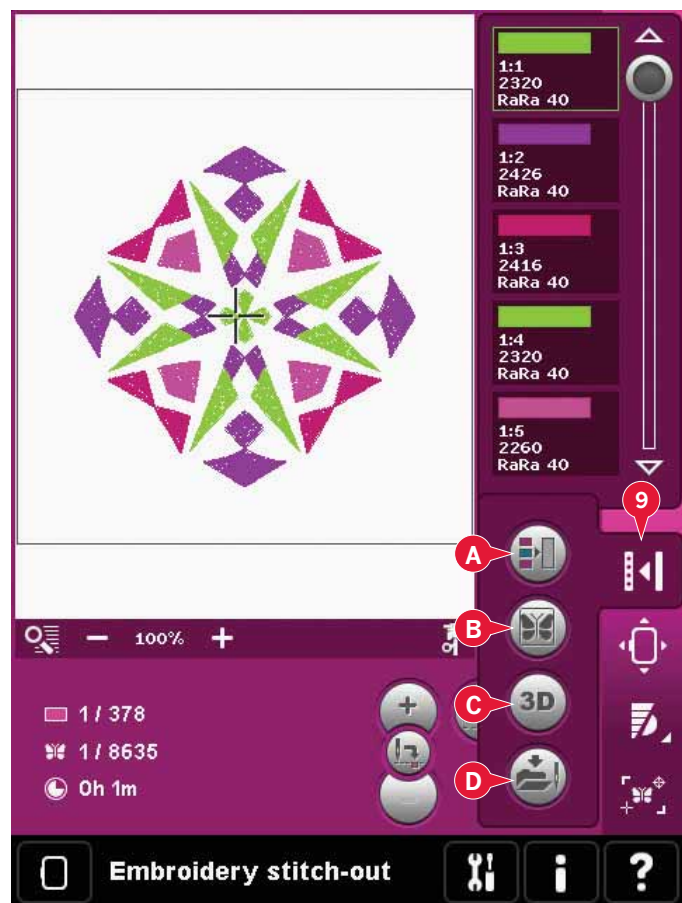 1:1
2320
RaRa 40
1:2
2426
RaRa 40
1:3
2416
RaRa 40
1:4
2320
RaRa 40
1:5
2260
RaRa 40
9
A
B
C
3D
D
− 100% +
1 / 378
1 / 8635
0h 1m
+
Embroidery stitch-out
i
?